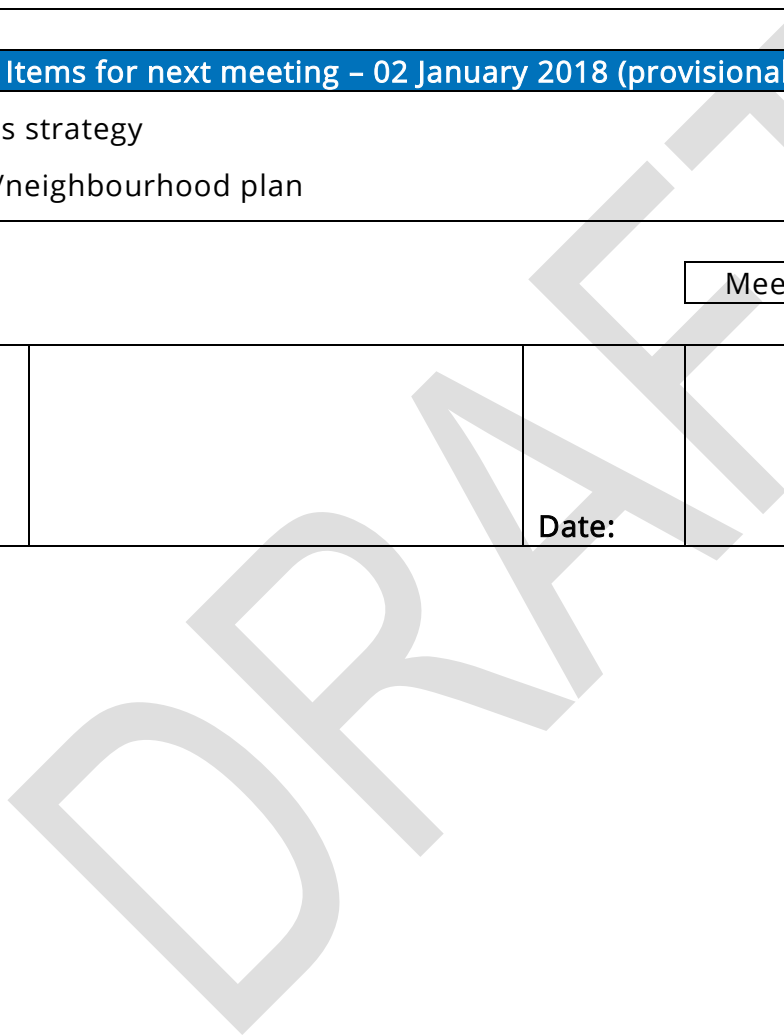 Items for next meeting – 02 January 2018 (provisional
s strategy
/neighbourhood plan
Mee
Date:
DRAFT